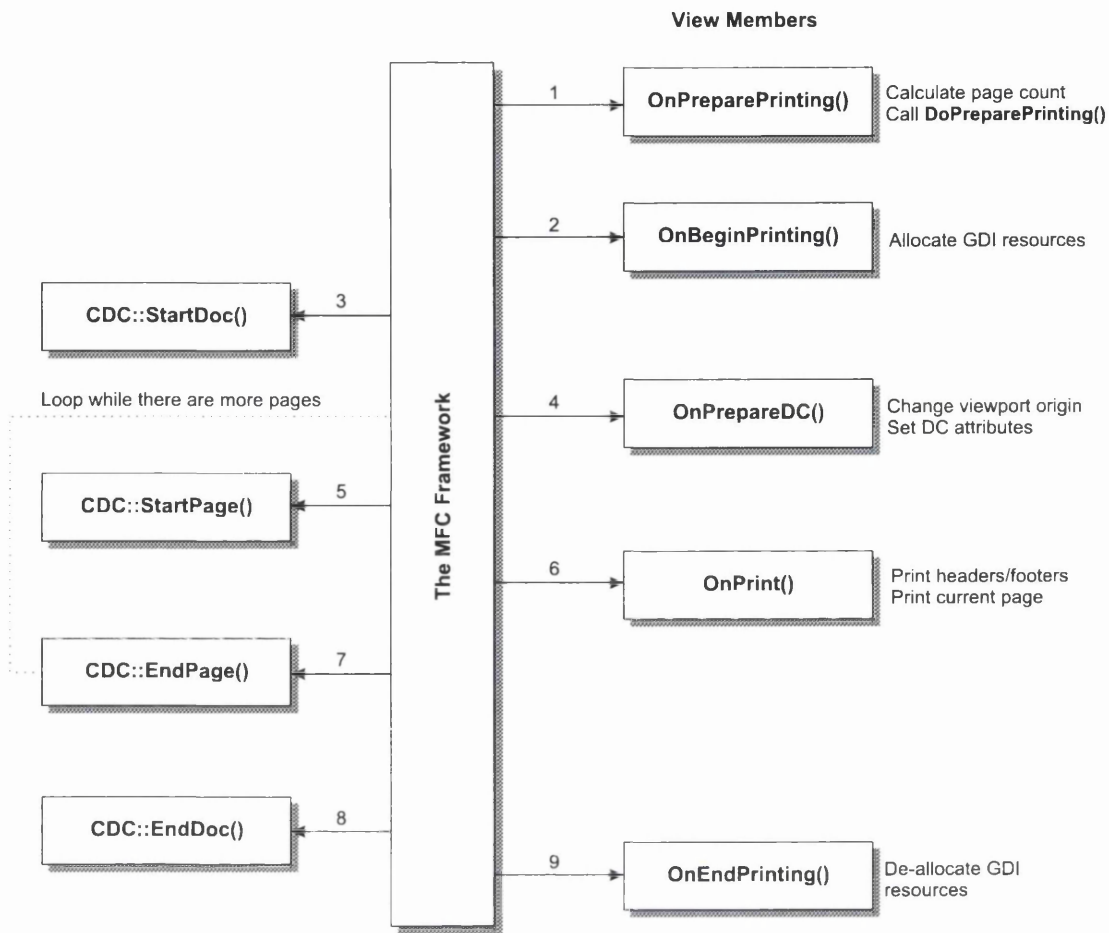 View Members
1
OnPreparePrinting()
Calculate page count
Call DoPreparePrinting()
2
OnBeginPrinting()
Allocate GDI resources
3
CDC::StartDoc()
Loop while there are more pages
4
OnPrepareDC()
Change viewport origin
Set DC attributes
5
CDC::StartPage()
The MFC Framework
6
OnPrint()
Print headers/footers
Print current page
7
CDC::EndPage()
8
CDC::EndDoc()
9
OnEndPrinting()
De-allocate GDI
resources